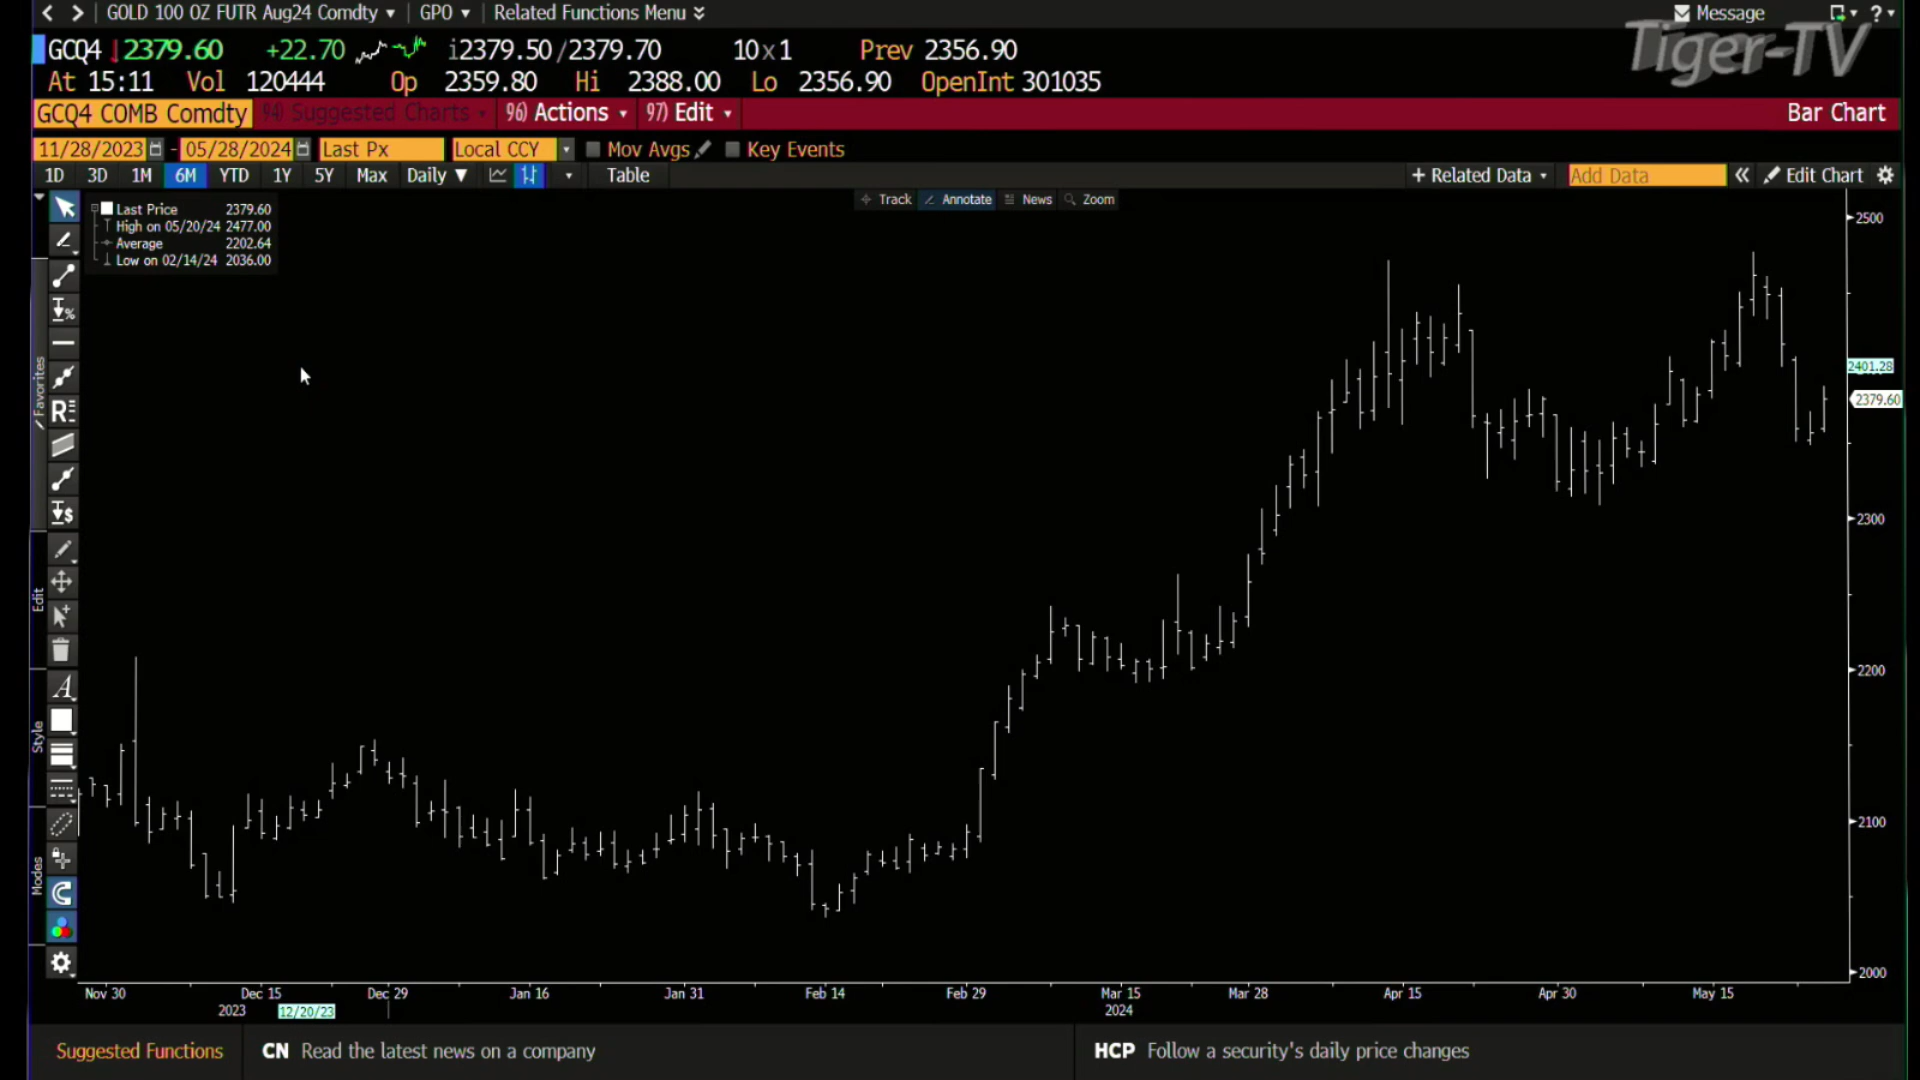 < > GOLD 100 OZ FUTR Aug24 Comdty GPO Related Functions Menu Message ?
Tiger-TV
GCQ4 2379.60 +22.70 i2379.50 /2379.70 10x1 Prev 2356.90
At 15:11 Vol 120444 Op 2359.80 Hi 2388.00 Lo 2356.90 OpenInt 301035
GCQ4 COMB Comdty 94) Suggested Charts 96) Actions 97) Edit Bar Chart
11/28/2023 - 05/28/2024 Last Px Local CCY Mov Avgs Key Events
1D 3D 1M 6M YTD 1Y 5Y Max Daily ▼ Table + Related Data Add Data « Edit Chart
Track Annotate News Zoom
Last Price 2379.60
High on 05/20/24 2477.00
Average 2202.64
Low on 02/14/24 2036.00
Favorites
Edit
Style
Modes
2500
2401.28
2379.60
2300
2200
2100
2000
Nov 30 Dec 15 Dec 29 Jan 16 Jan 31 Feb 14 Feb 29 Mar 15 Mar 28 Apr 15 Apr 30 May 15
2023 12/20/23 2024
Suggested Functions CN Read the latest news on a company HCP Follow a security's daily price changes